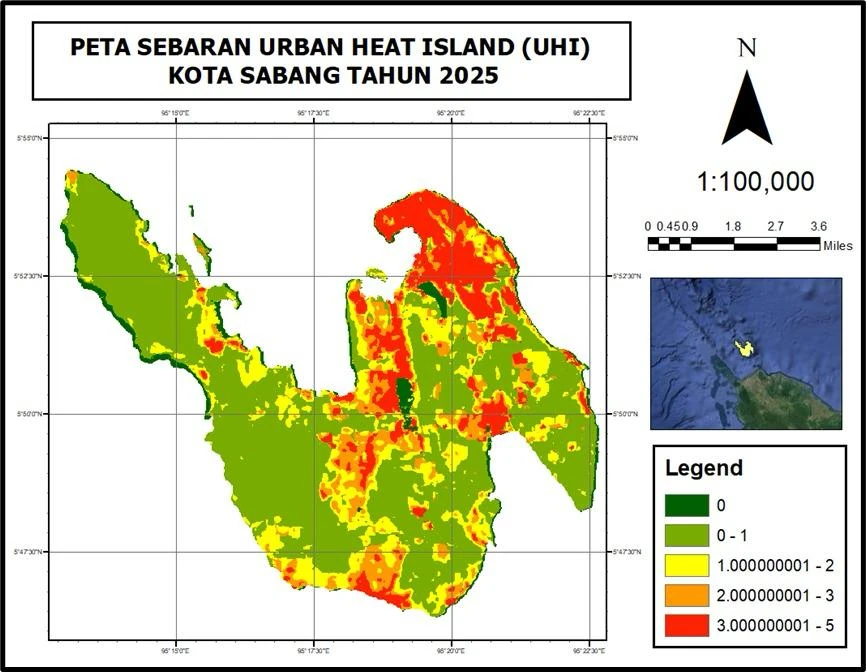 PETA SEBARAN URBAN HEAT ISLAND (UHI)
KOTA SABANG TAHUN 2025
N
1:100,000
0 0.450.9 1.8 2.7 3.6
Miles
95°15'0"E 95°17'30"E 95°20'0"E 95°22'30"E
5°55'0"N 5°55'0"N
5°52'30"N 5°52'30"N
5°50'0"N 5°50'0"N
5°47'30"N 5°47'30"N
95°15'0"E 95°17'30"E 95°20'0"E 95°22'30"E
Legend
0
0 - 1
1.000000001 - 2
2.000000001 - 3
3.000000001 - 5